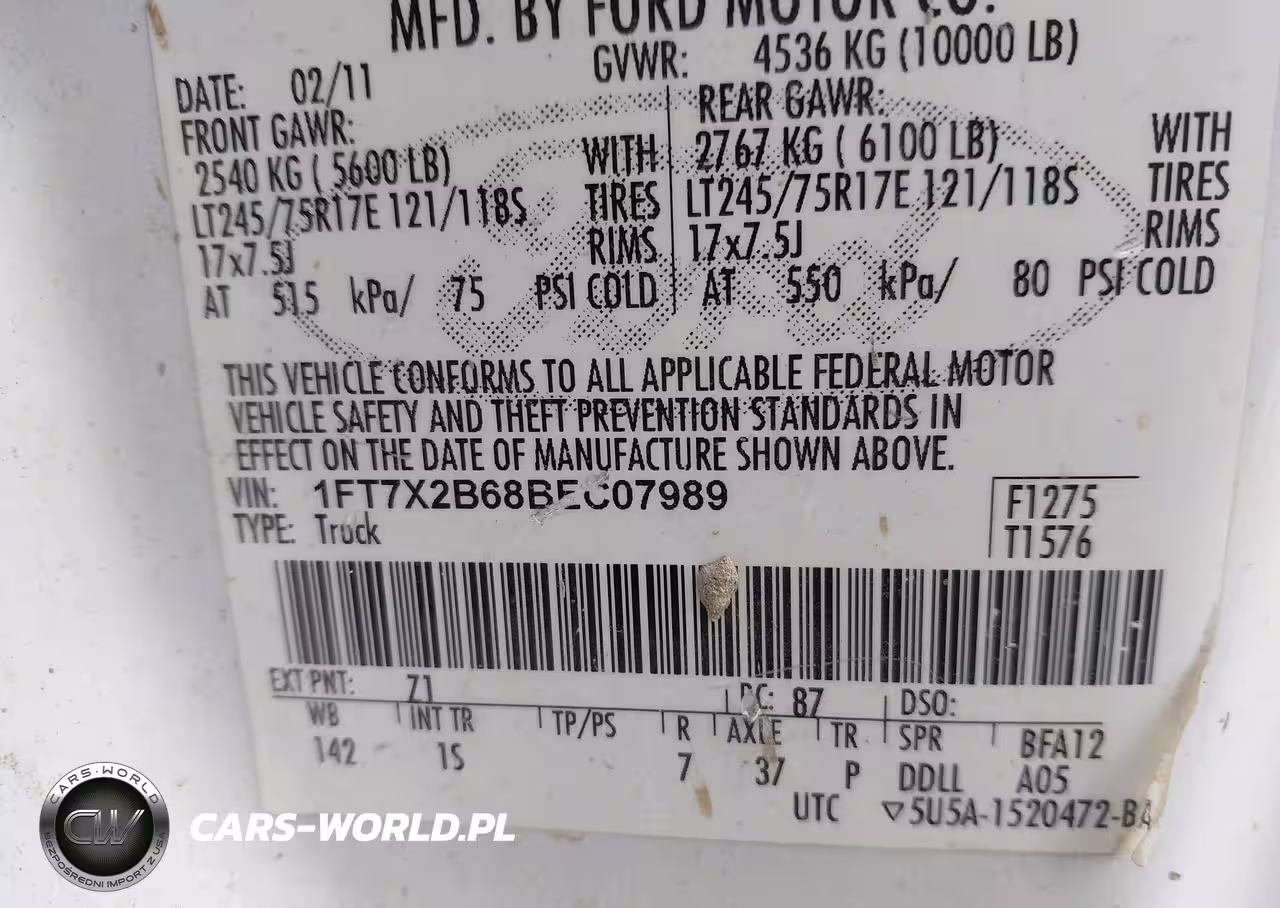 MFD. BY FORD MOTOR CO.
DATE: 02/11 GVWR: 4536 KG (10000 LB)
FRONT GAWR: REAR GAWR:
2540 KG ( 5600 LB) WITH 2767 KG ( 6100 LB) WITH
LT245/75R17E 121/118S TIRES LT245/75R17E 121/118S TIRES
17x7.5J RIMS 17x7.5J RIMS
AT 515 kPa/ 75 PSI COLD AT 550 kPa/ 80 PSI COLD
THIS VEHICLE CONFORMS TO ALL APPLICABLE FEDERAL MOTOR
VEHICLE SAFETY AND THEFT PREVENTION STANDARDS IN
EFFECT ON THE DATE OF MANUFACTURE SHOWN ABOVE.
VIN: 1FT7X2B68BEC07989 F1275
TYPE: Truck T1576
EXT PNT: Z1 RC: 87 DSO:
WB INT TR TP/PS R AXLE TR SPR BFA12
142 1S 7 37 P DDLL A05
UTC ▽5U5A-1520472-BA
CARS-WORLD
CW
BEZPOŚREDNI IMPORT Z USA
CARS-WORLD.PL